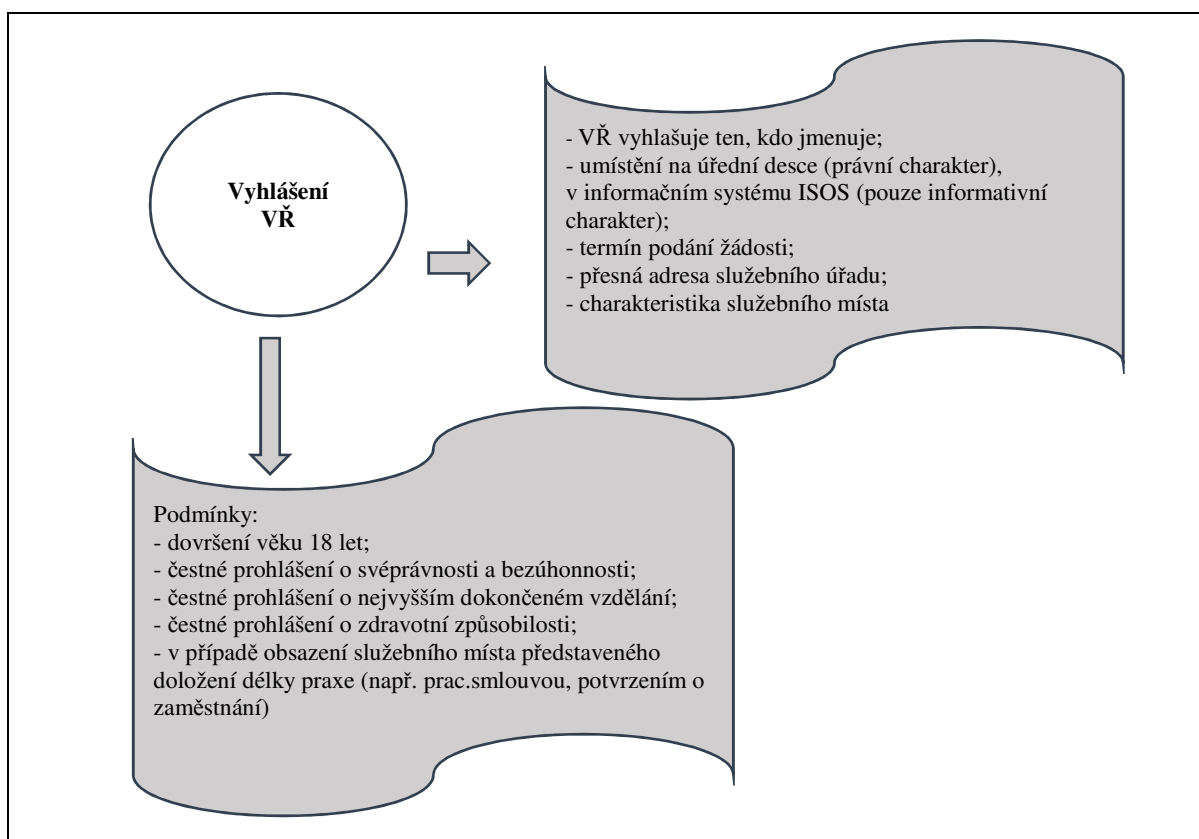 Vyhlášení
VŘ
- VŘ vyhlašuje ten, kdo jmenuje;
- umístění na úřední desce (právní charakter),
v informačním systému ISOS (pouze informativní
charakter);
- termín podání žádosti;
- přesná adresa služebního úřadu;
- charakteristika služebního místa
Podmínky:
- dovršení věku 18 let;
- čestné prohlášení o svéprávnosti a bezúhonnosti;
- čestné prohlášení o nejvyšším dokončeném vzdělání;
- čestné prohlášení o zdravotní způsobilosti;
- v případě obsazení služebního místa představeného
doložení délky praxe (např. prac.smlouvou, potvrzením o
zaměstnání)